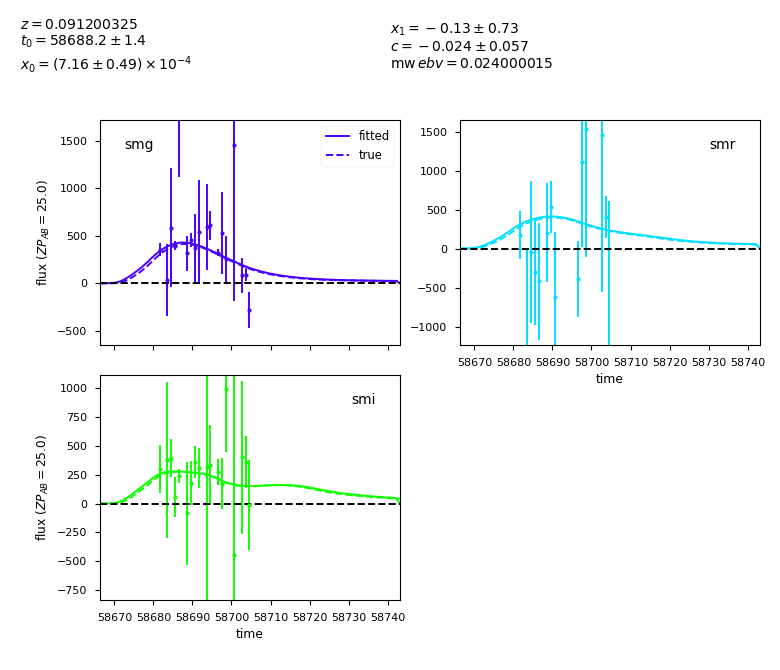 z = 0.091200325
t₀ = 58688.2 ± 1.4
x₀ = (7.16 ± 0.49) × 10⁻⁴
x₁ = −0.13 ± 0.73
c = −0.024 ± 0.057
mw ebv = 0.024000015
smg
fitted
true
1500
1000
500
0
−500
flux (ZP_AB = 25.0)
smr
1500
1000
500
0
−500
−1000
58670 58680 58690 58700 58710 58720 58730 58740
time
smi
1000
750
500
250
0
−250
−500
−750
flux (ZP_AB = 25.0)
58670 58680 58690 58700 58710 58720 58730 58740
time